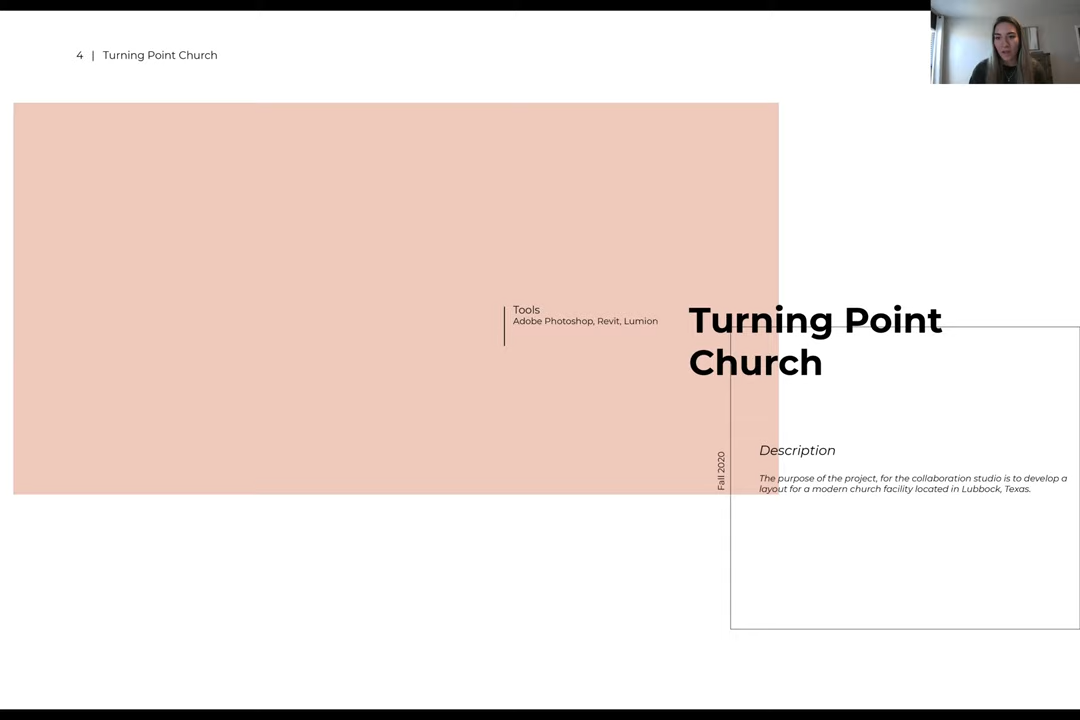 4 | Turning Point Church
Tools
Adobe Photoshop, Revit, Lumion
Turning Point
Church
Fall 2020
Description
The purpose of the project, for the collaboration studio is to develop a
layout for a modern church facility located in Lubbock, Texas.